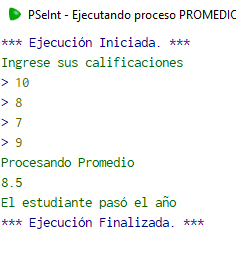 PSeInt - Ejecutando proceso PROMEDIO
*** Ejecución Iniciada. ***
Ingrese sus calificaciones
> 10
> 8
> 7
> 9
Procesando Promedio
8.5
El estudiante pasó el año
*** Ejecución Finalizada. ***